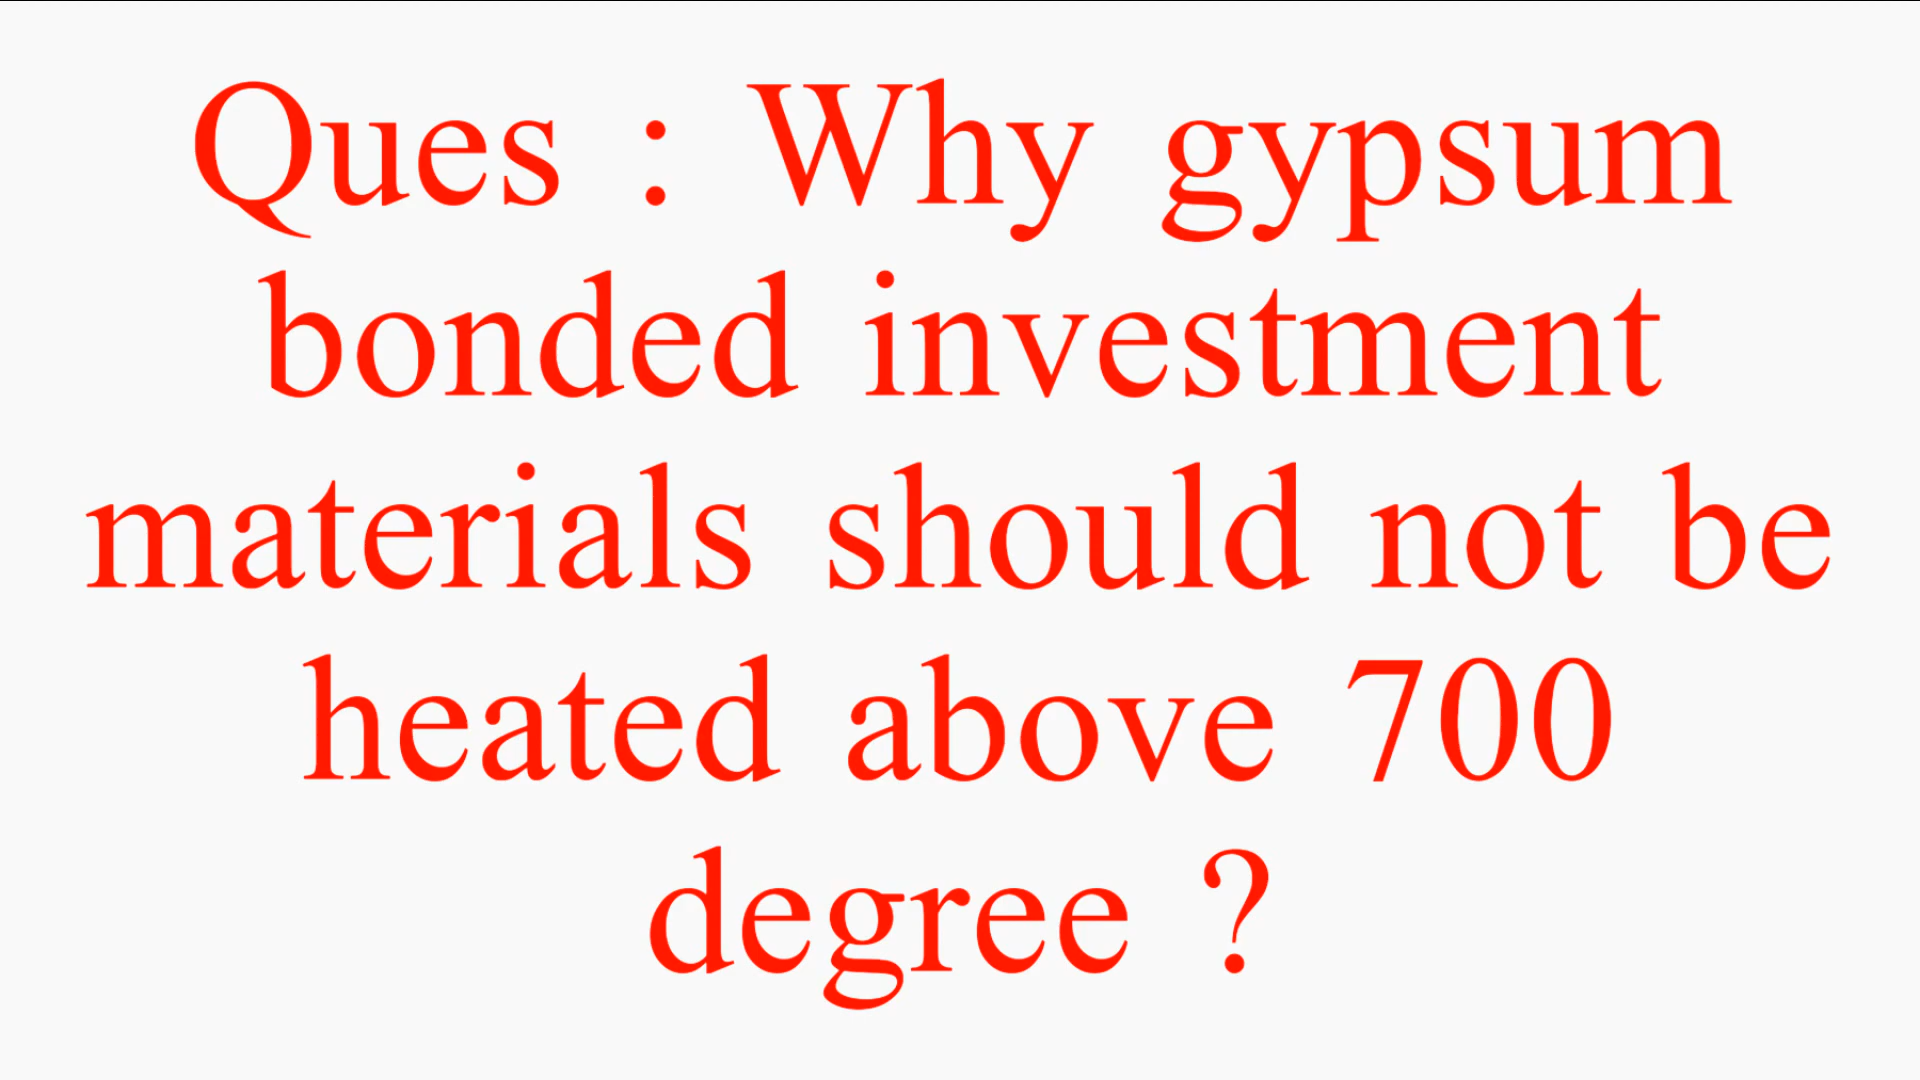 Ques : Why gypsum
bonded investment
materials should not be
heated above 700
degree ?